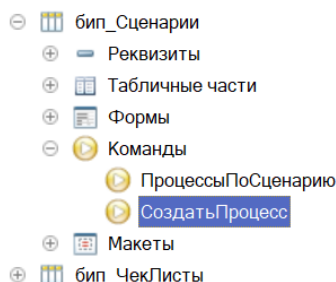 бип_Сценарии
Реквизиты
Табличные части
Формы
Команды
ПроцессыПоСценарию
СоздатьПроцесс
Макеты
бип_ЧекЛисты